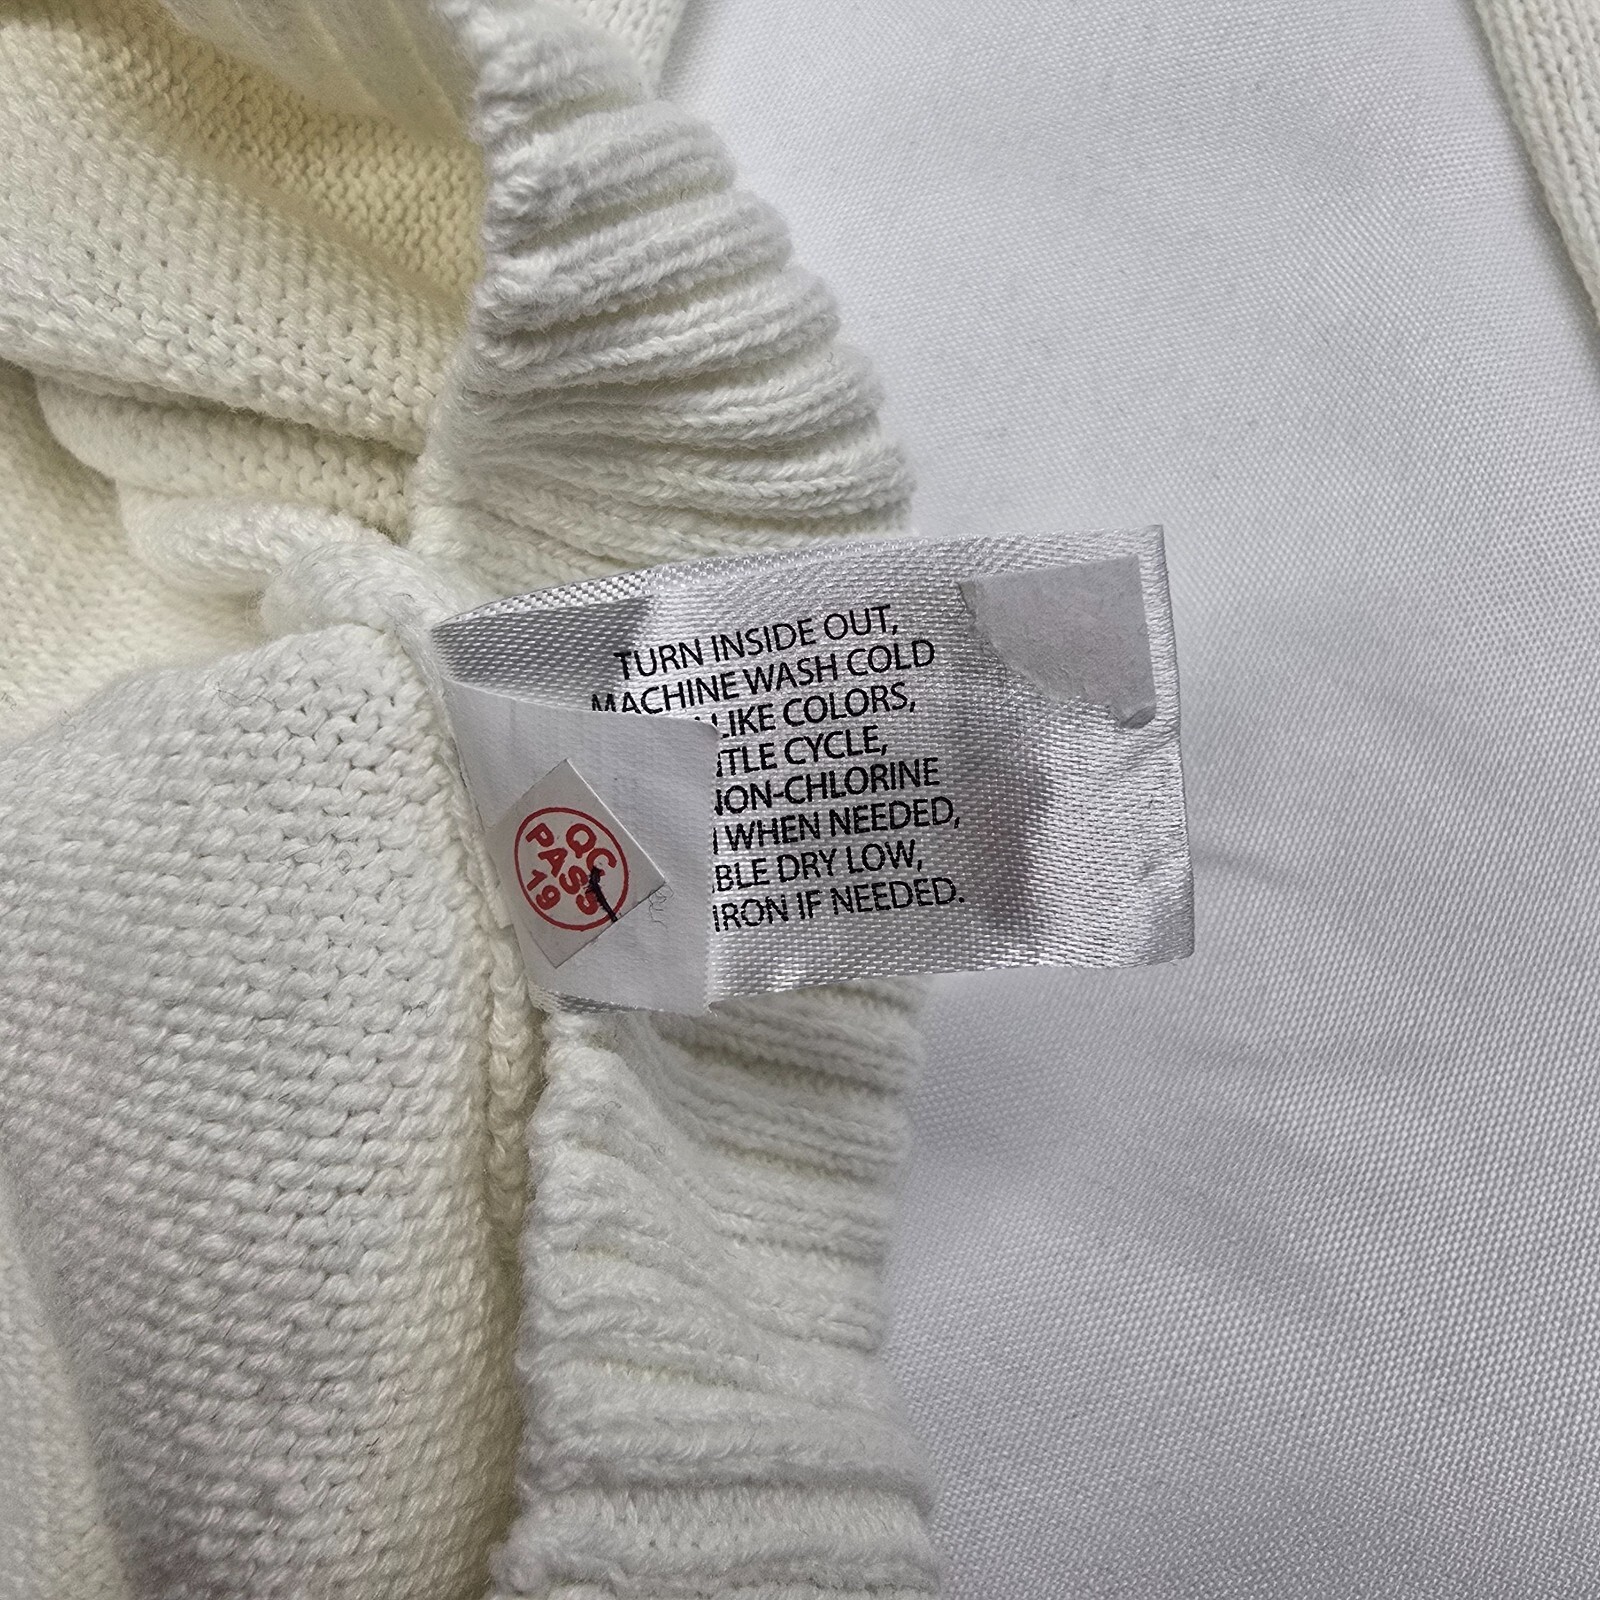 TURN INSIDE OUT,
MACHINE WASH COLD
LIKE COLORS,
TLE CYCLE,
NON-CHLORINE
WHEN NEEDED,
BLE DRY LOW,
IRON IF NEEDED.
QC
PASS
19